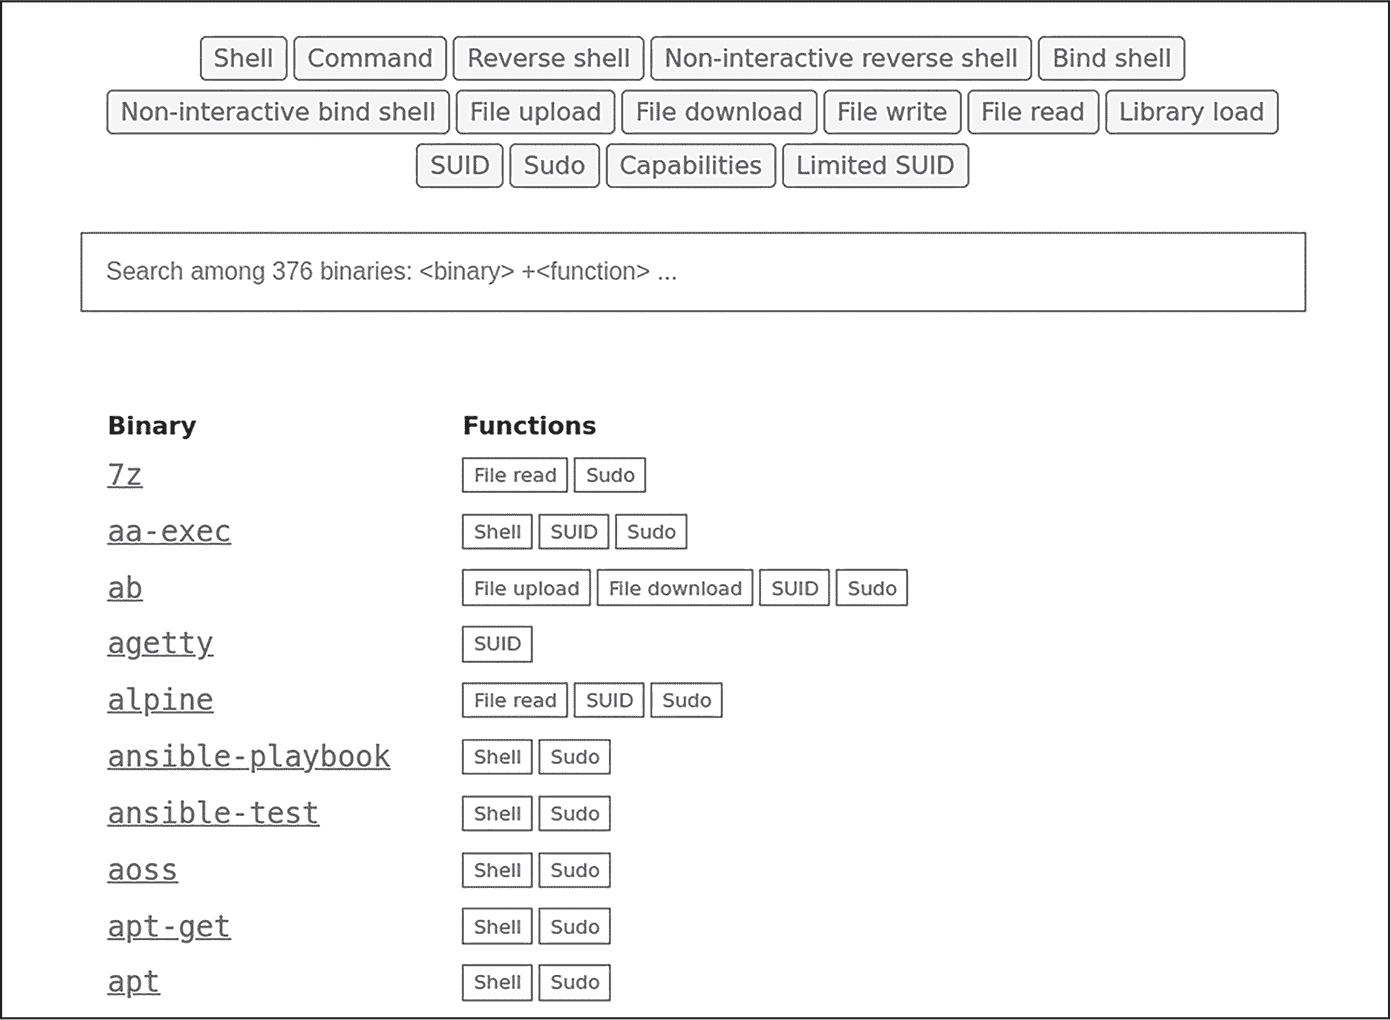 Shell Command Reverse shell Non-interactive reverse shell Bind shell
Non-interactive bind shell File upload File download File write File read Library load
SUID Sudo Capabilities Limited SUID
Search among 376 binaries: <binary> +<function> ...
Binary Functions
7z File read Sudo
aa-exec Shell SUID Sudo
ab File upload File download SUID Sudo
agetty SUID
alpine File read SUID Sudo
ansible-playbook Shell Sudo
ansible-test Shell Sudo
aoss Shell Sudo
apt-get Shell Sudo
apt Shell Sudo